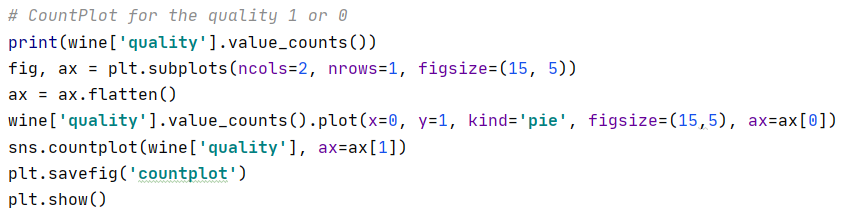 # CountPlot for the quality 1 or 0
print(wine['quality'].value_counts())
fig, ax = plt.subplots(ncols=2, nrows=1, figsize=(15, 5))
ax = ax.flatten()
wine['quality'].value_counts().plot(x=0, y=1, kind='pie', figsize=(15,5), ax=ax[0])
sns.countplot(wine['quality'], ax=ax[1])
plt.savefig('countplot')
plt.show()